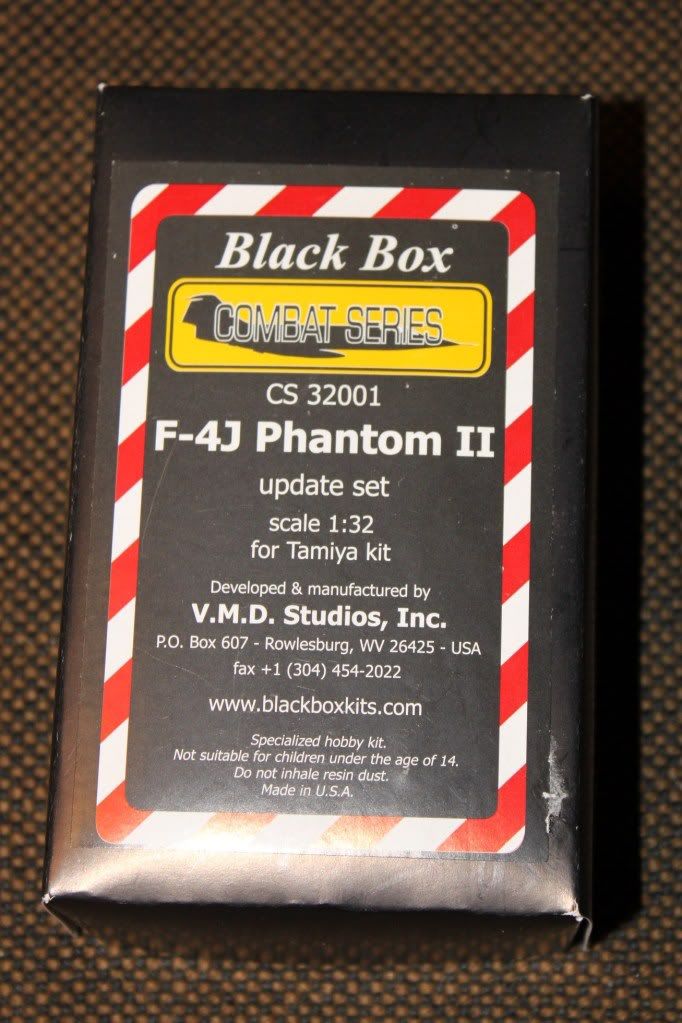 Black Box
COMBAT SERIES
CS 32001
F-4J Phantom II
update set
scale 1:32
for Tamiya kit
Developed & manufactured by
V.M.D. Studios, Inc.
P.O. Box 607 - Rowlesburg, WV 26425 - USA
fax +1 (304) 454-2022
www.blackboxkits.com
Specialized hobby kit.
Not suitable for children under the age of 14.
Do not inhale resin dust.
Made in U.S.A.